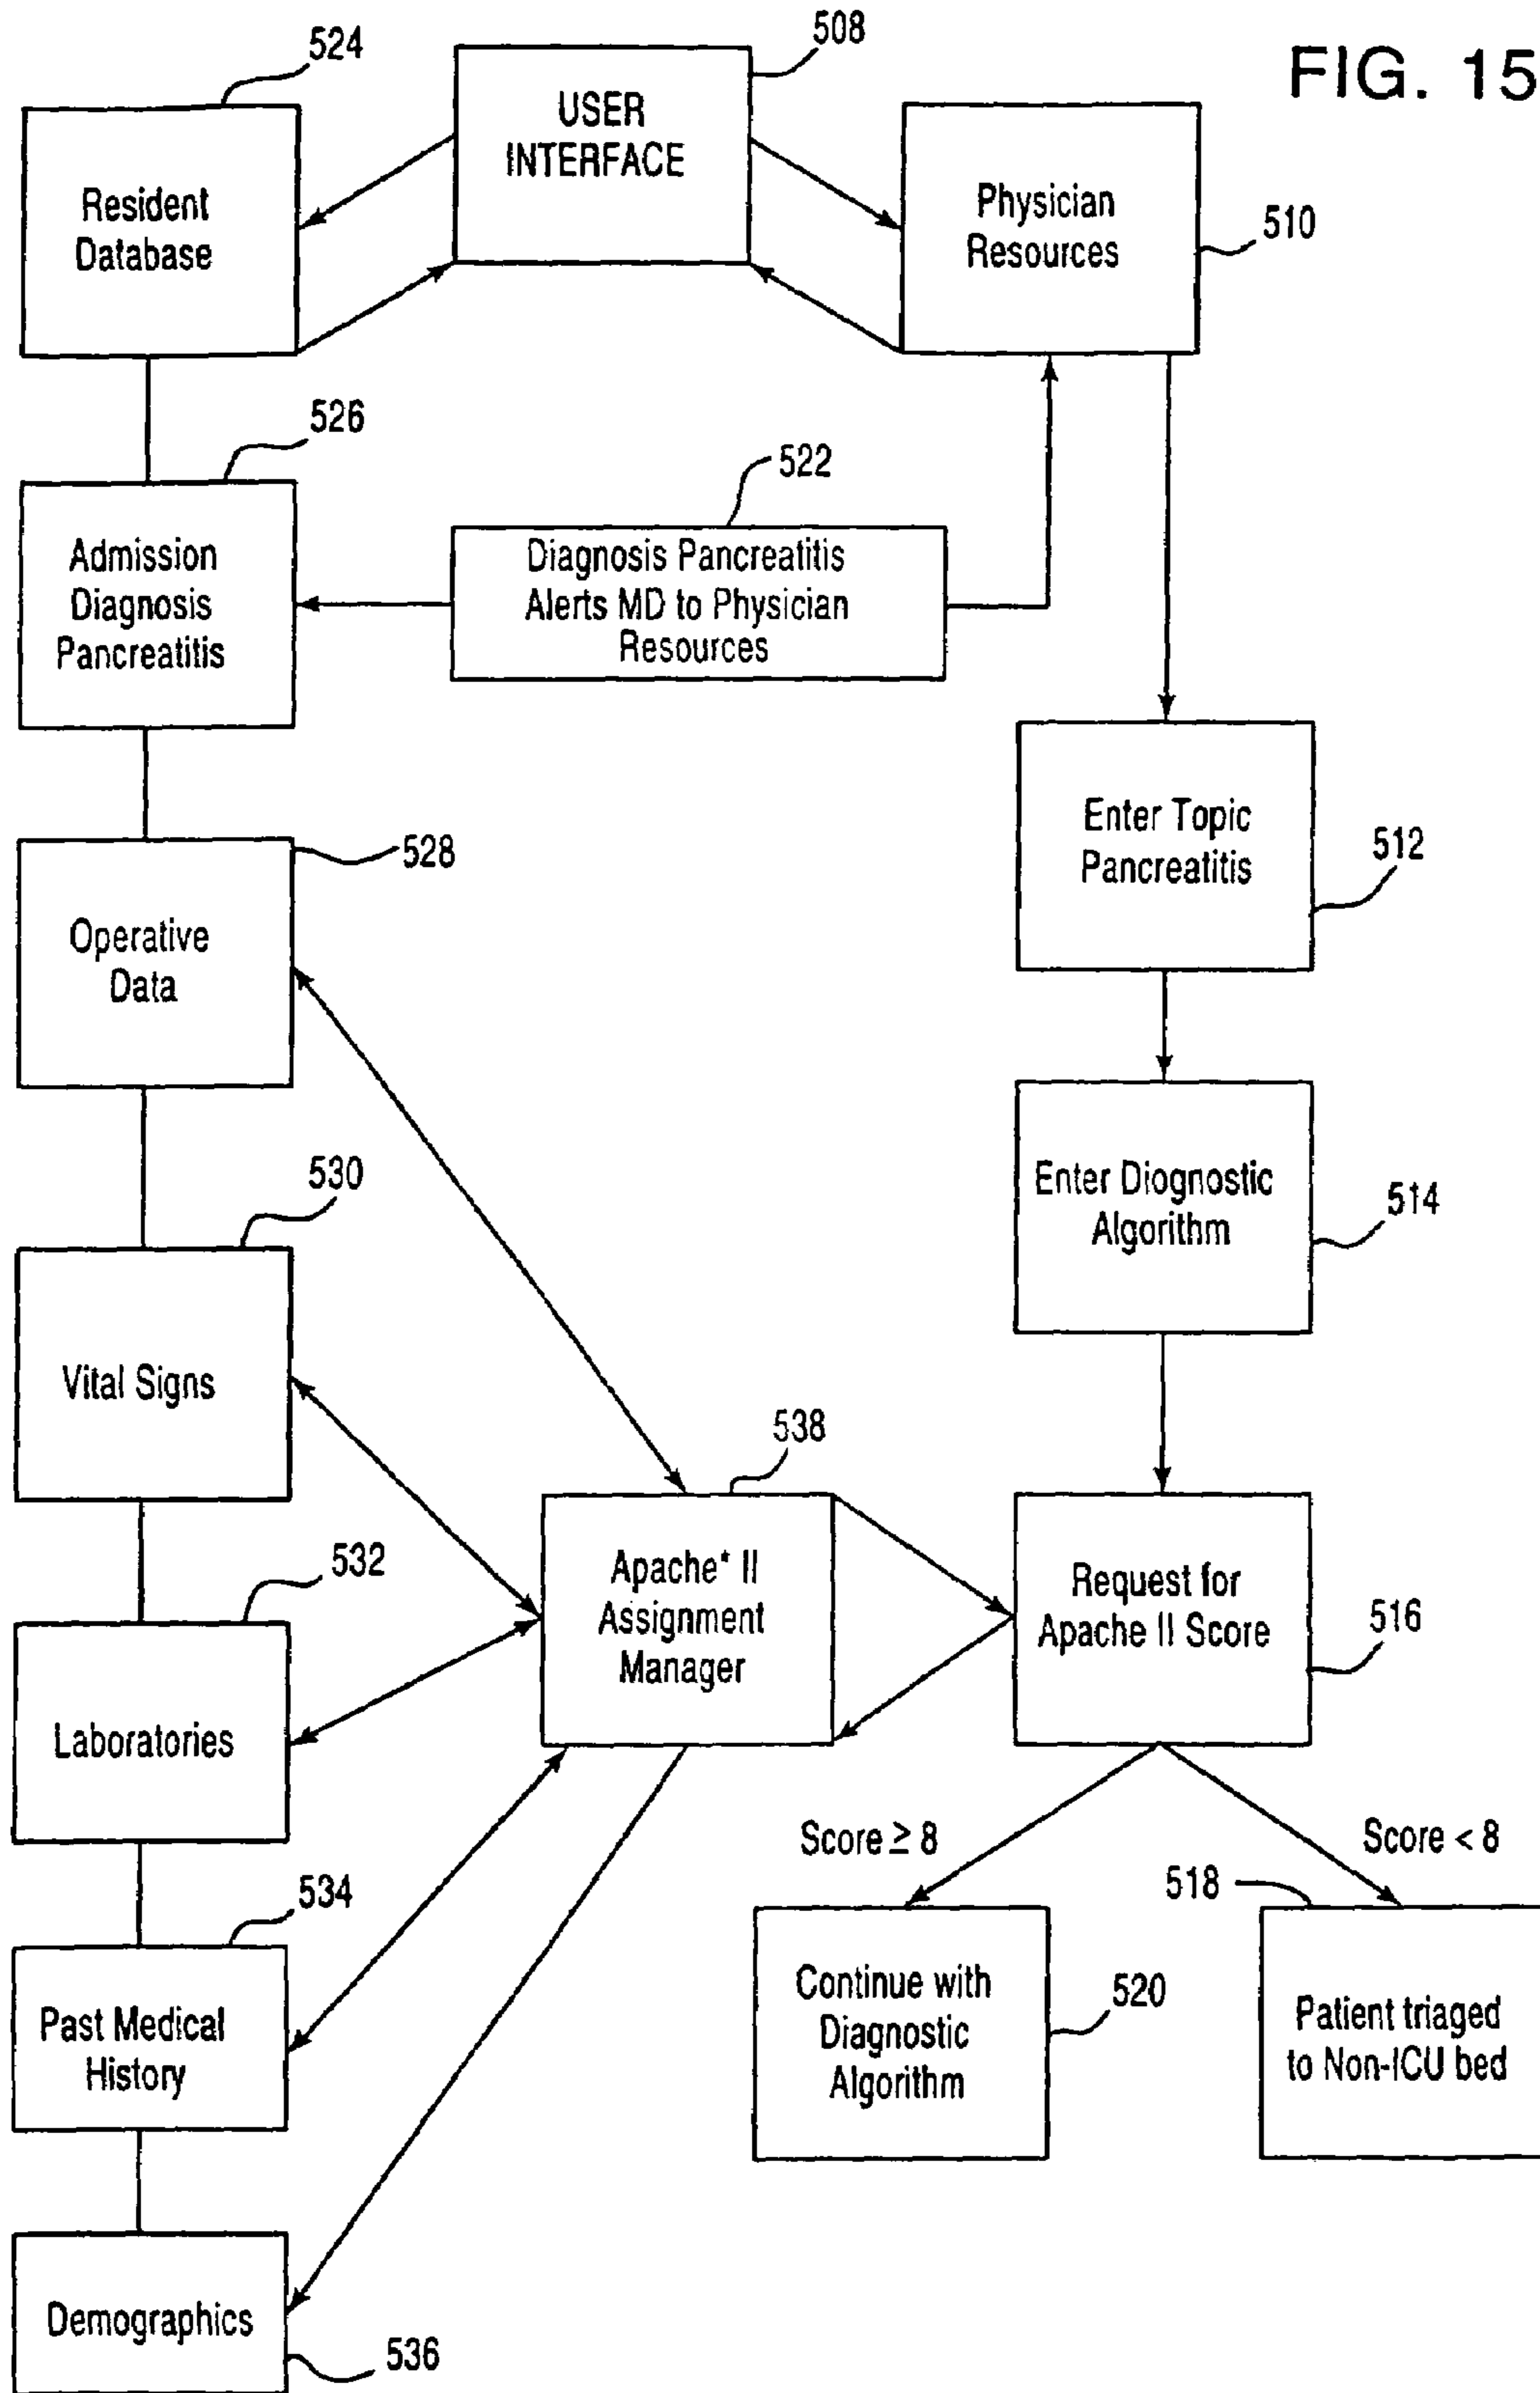 FIG. 15
524
508
USER
INTERFACE
Resident
Database
Physician
Resources
510
526
522
Admission
Diagnosis
Pancreatitis
Diagnosis Pancreatitis
Alerts MD to Physician
Resources
528
Operative
Data
Enter Topic
Pancreatitis
512
530
Enter Diognostic
Algorithm
514
Vital Signs
538
532
Apache* II
Assignment
Manager
Request for
Apache II Score
516
Laboratories
Score ≥ 8
Score < 8
534
518
Past Medical
History
Continue with
Diagnostic
Algorithm
520
Patient triaged
to Non-ICU bed
Demographics
536